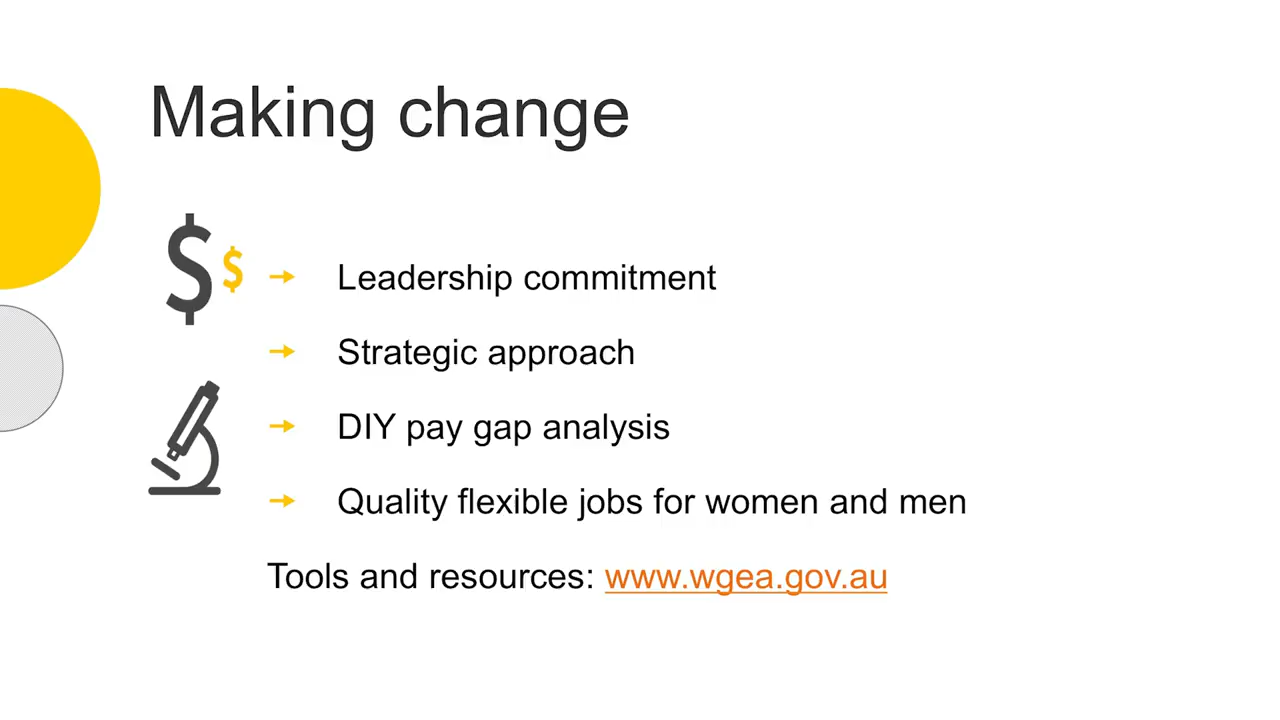 Making change
Leadership commitment
Strategic approach
DIY pay gap analysis
Quality flexible jobs for women and men
Tools and resources: www.wgea.gov.au